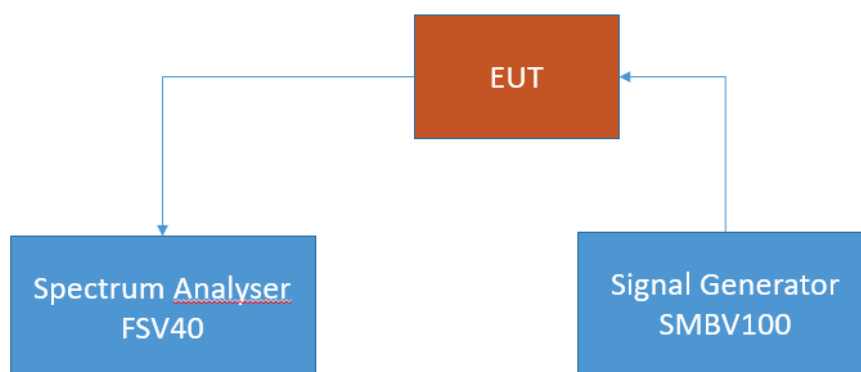 EUT
Spectrum Analyser
FSV40
Signal Generator
SMBV100